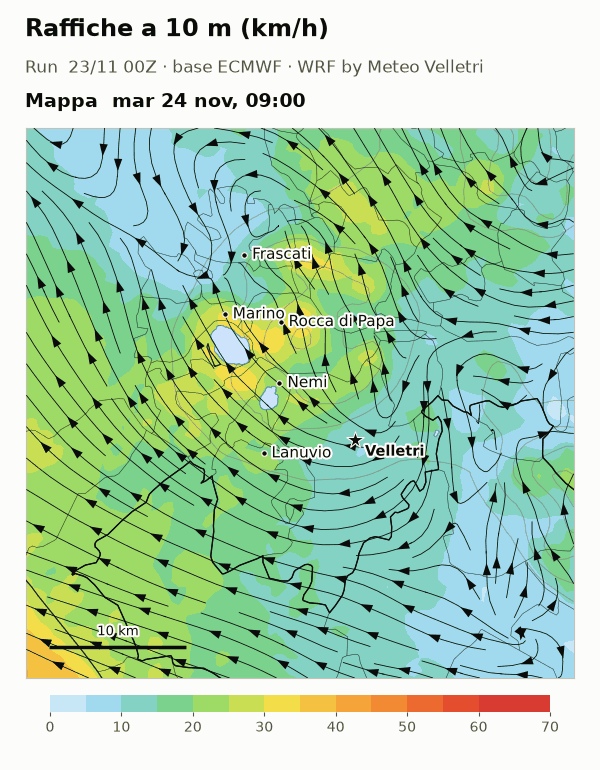 Raffiche a 10 m (km/h)
Run  23/11 00Z · base ECMWF · WRF by Meteo Velletri
Mappa  mar 24 nov, 09:00
Frascati
Marino
Rocca di Papa
Nemi
Velletri
Lanuvio
10 km
0 10 20 30 40 50 60 70